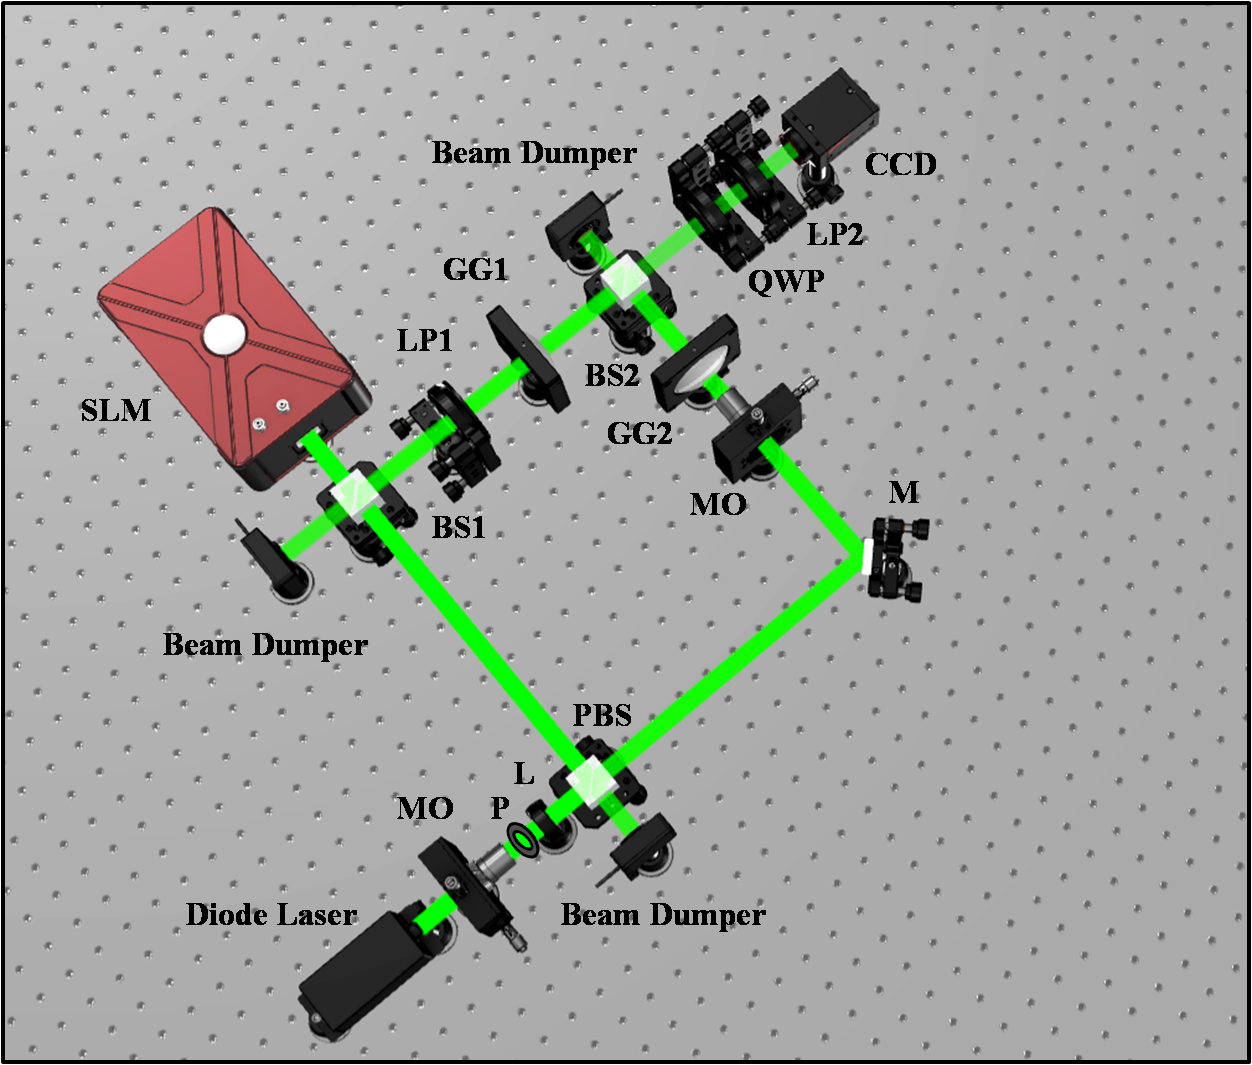 Beam Dumper
CCD
LP2
GG1
QWP
LP1
BS2
SLM
GG2
M
MO
BS1
Beam Dumper
PBS
L
MO
P
Diode Laser
Beam Dumper